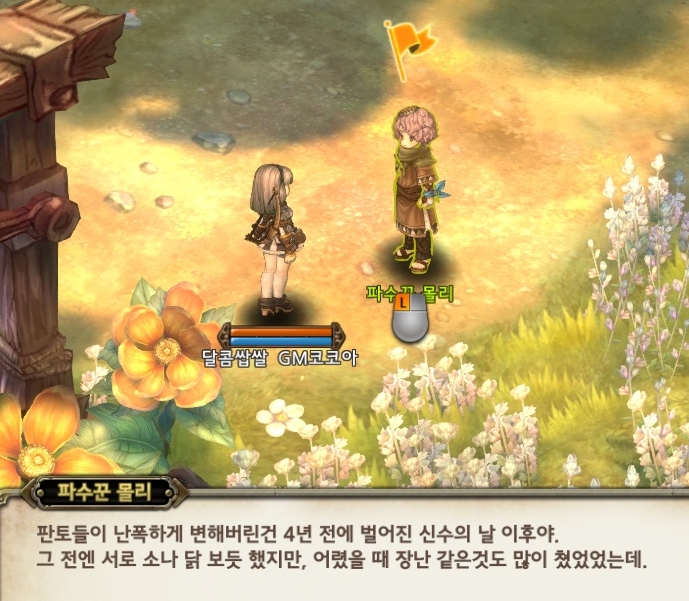 L
파수꾼 몰리
달콤쌉쌀 GM코코아
파수꾼 몰리
판토들이 난폭하게 변해버린건 4년 전에 벌어진 신수의 날 이후야.
그 전엔 서로 소나 닭 보듯 했지만, 어렸을 때 장난 같은것도 많이 쳤었었는데.